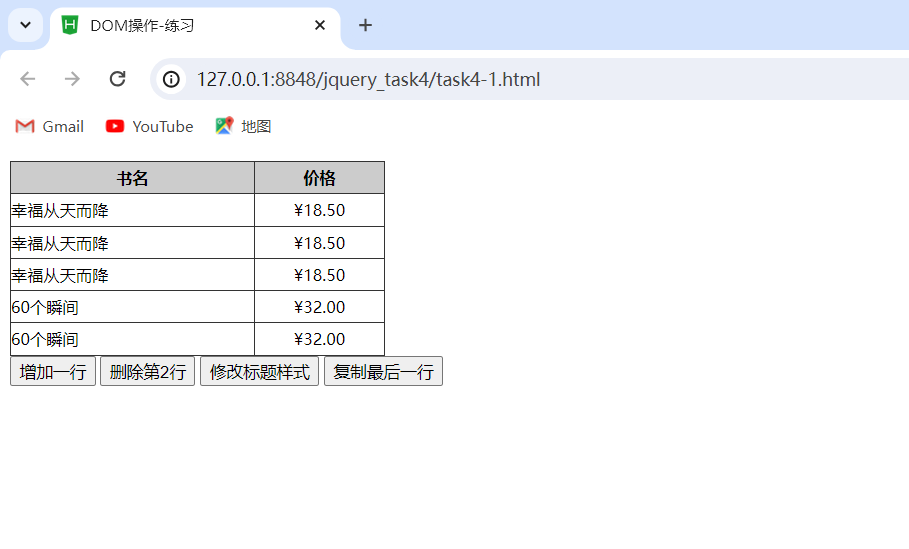 DOM操作-练习
127.0.0.1:8848/jquery_task4/task4-1.html
Gmail YouTube 地图
书名 价格
幸福从天而降 ¥18.50
幸福从天而降 ¥18.50
幸福从天而降 ¥18.50
60个瞬间 ¥32.00
60个瞬间 ¥32.00
增加一行 删除第2行 修改标题样式 复制最后一行